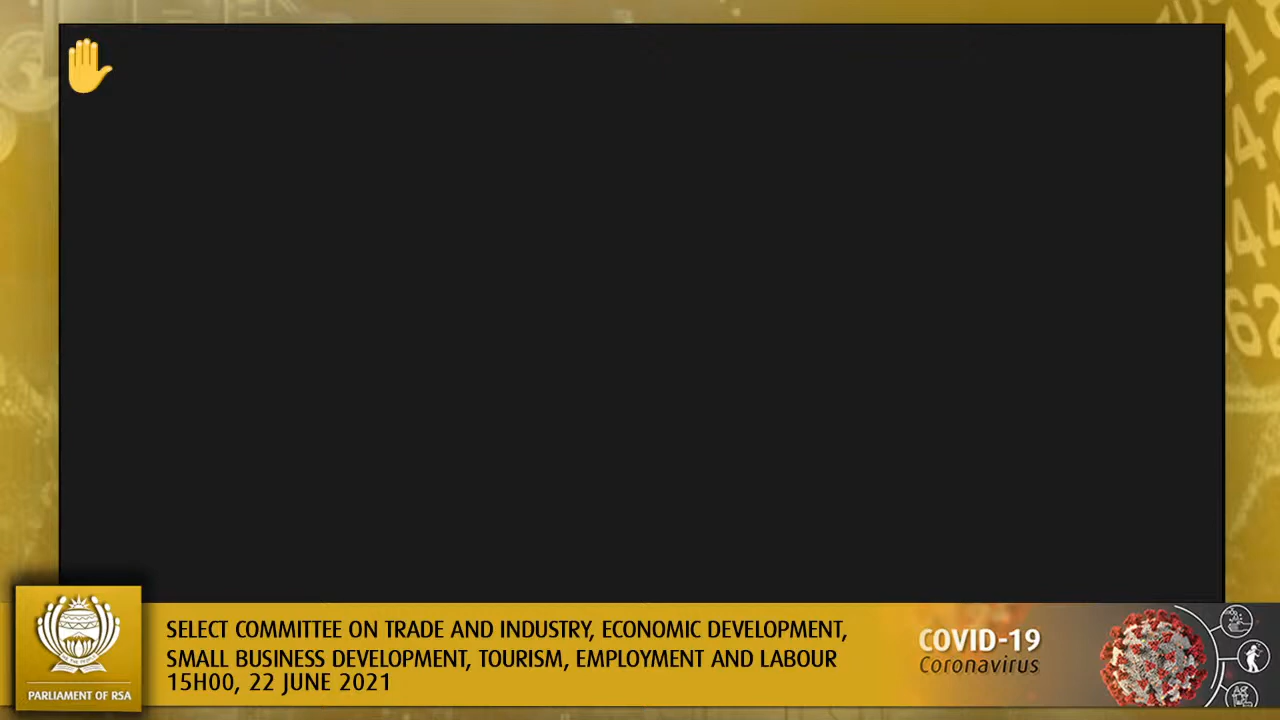 SELECT COMMITTEE ON TRADE AND INDUSTRY, ECONOMIC DEVELOPMENT,
SMALL BUSINESS DEVELOPMENT, TOURISM, EMPLOYMENT AND LABOUR
15H00, 22 JUNE 2021
PARLIAMENT OF RSA
COVID-19
Coronavirus